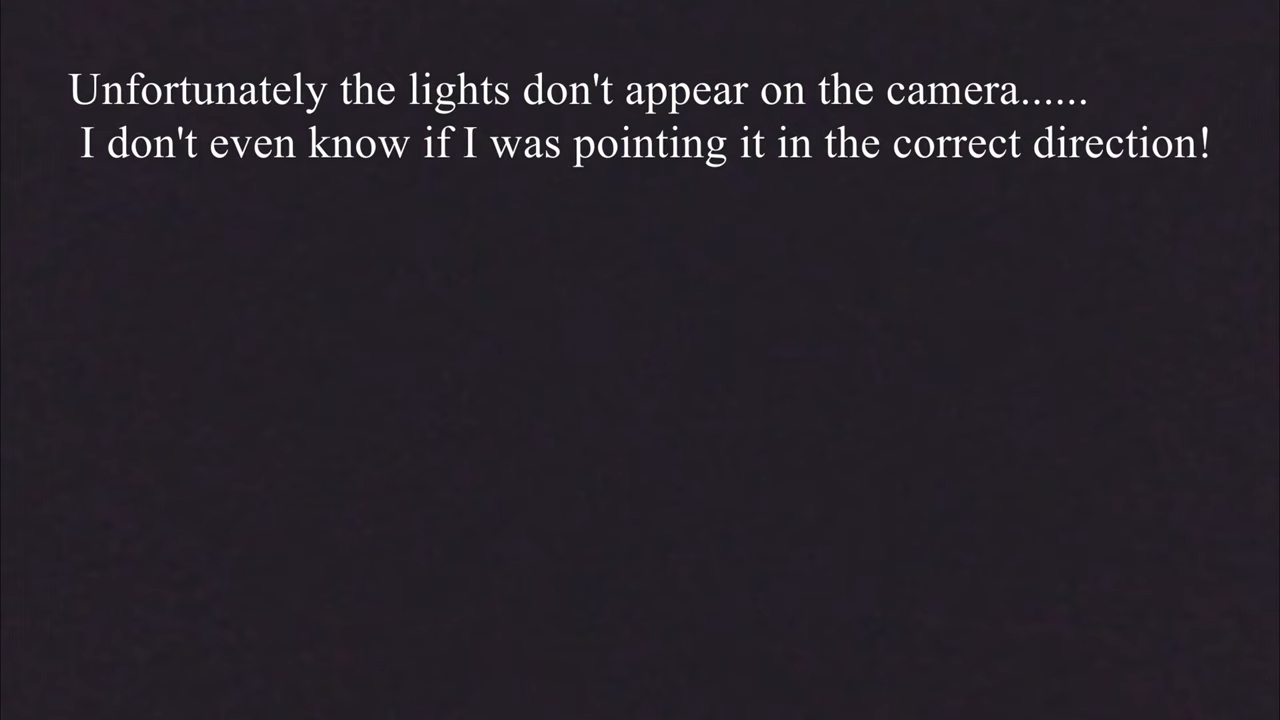 Unfortunately the lights don't appear on the camera......
I don't even know if I was pointing it in the correct direction!